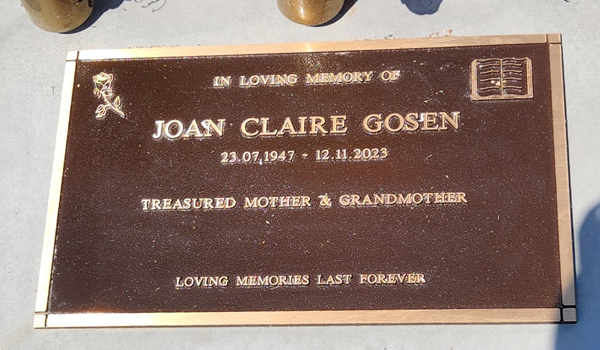 IN LOVING MEMORY OF
JOAN CLAIRE GOSEN
23.07.1947 - 12.11.2023
TREASURED MOTHER & GRANDMOTHER
LOVING MEMORIES LAST FOREVER